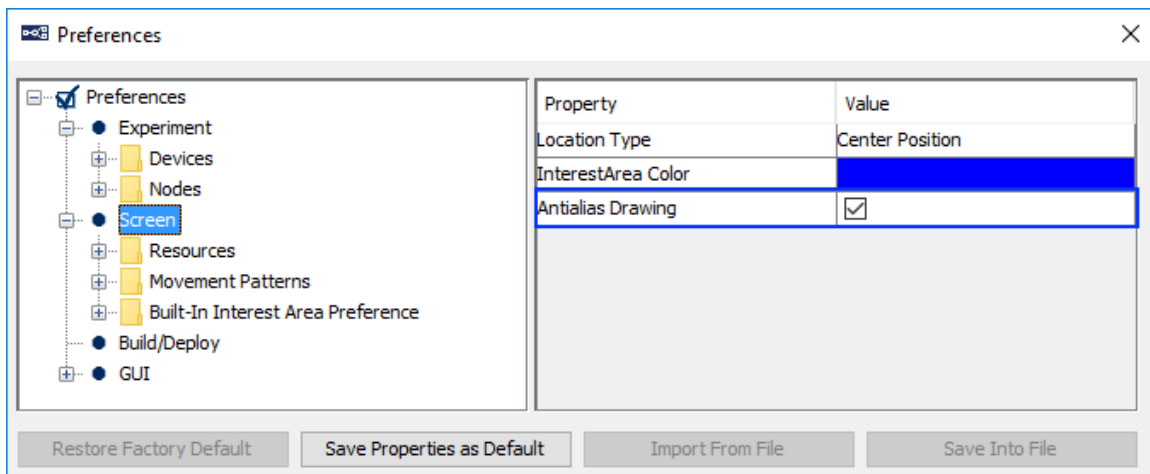 Preferences
Preferences
Experiment
Devices
Nodes
Screen
Resources
Movement Patterns
Built-In Interest Area Preference
Build/Deploy
GUI
Property Value
Location Type Center Position
InterestArea Color
Antialias Drawing
Restore Factory Default Save Properties as Default Import From File Save Into File